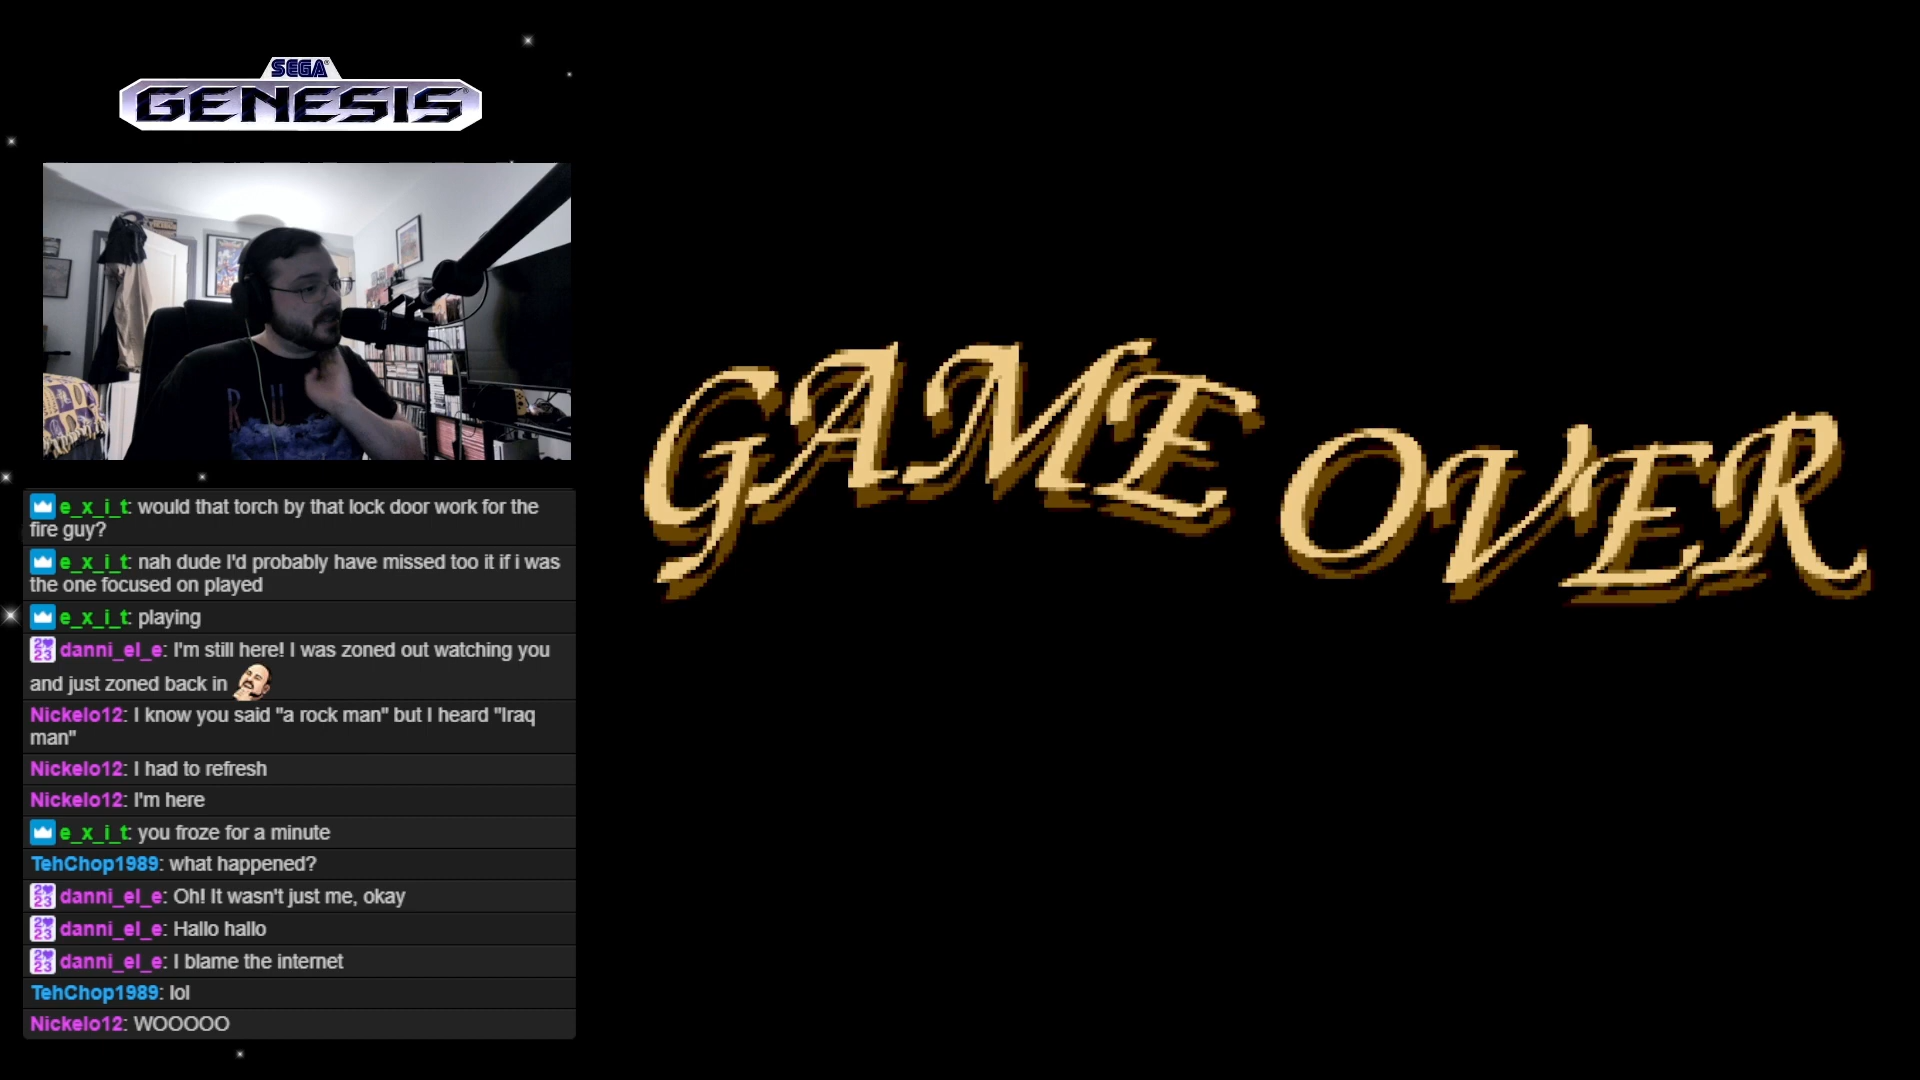 SEGA
GENESIS
GAME OVER
R U
e_x_i_t: would that torch by that lock door work for the
fire guy?
e_x_i_t: nah dude I'd probably have missed too it if i was
the one focused on played
e_x_i_t: playing
danni_el_e: I'm still here! I was zoned out watching you
and just zoned back in
Nickelo12: I know you said "a rock man" but I heard "Iraq
man"
Nickelo12: I had to refresh
Nickelo12: I'm here
e_x_i_t: you froze for a minute
TehChop1989: what happened?
danni_el_e: Oh! It wasn't just me, okay
danni_el_e: Hallo hallo
danni_el_e: I blame the internet
TehChop1989: lol
Nickelo12: WOOOOO